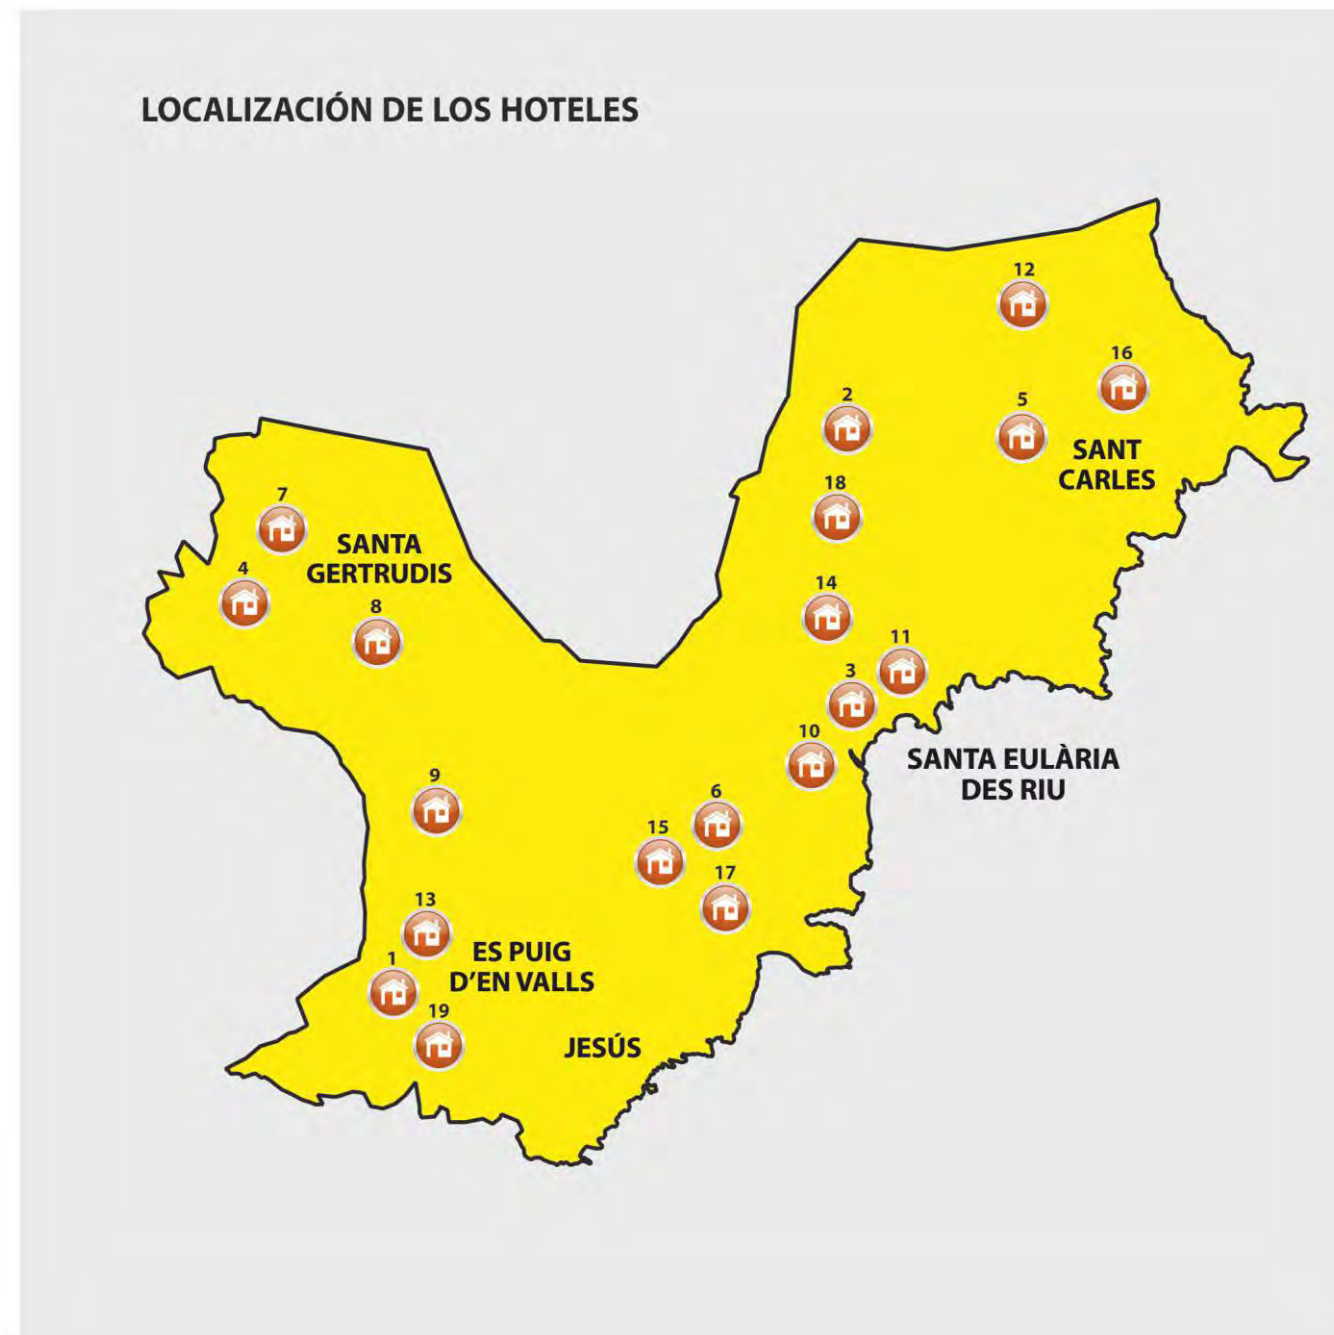 LOCALIZACIÓN DE LOS HOTELES
12
16
2
5
SANT
CARLES
18
7
SANTA
GERTRUDIS
4
14
8
11
3
10
SANTA EULÀRIA
DES RIU
9
6
15
17
13
ES PUIG
D'EN VALLS
1
19
JESÚS